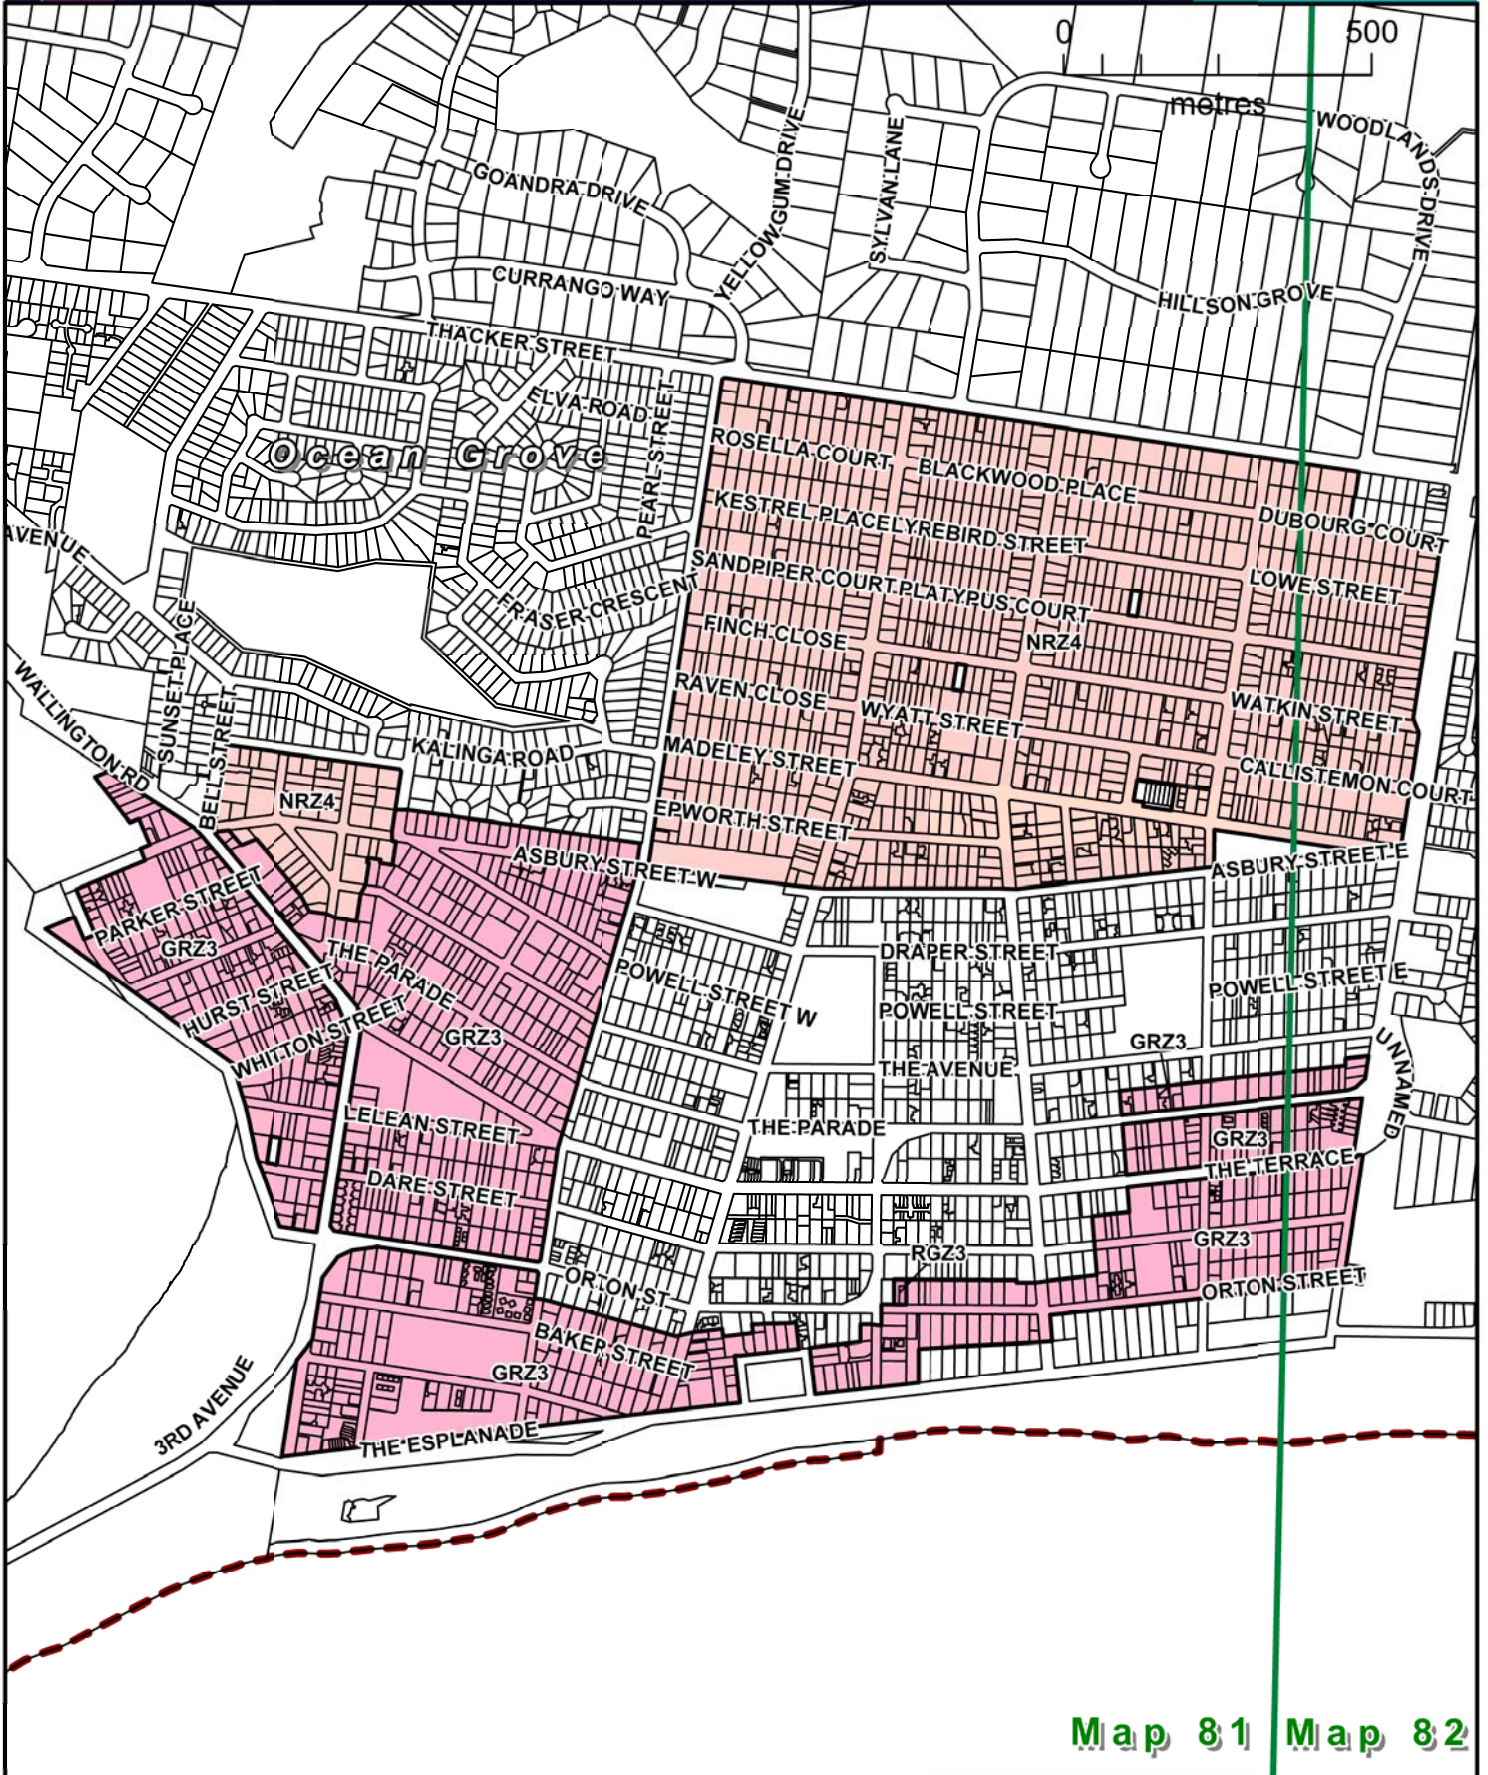 0 500
metres
WOODLANDS DRIVE
GOANDRA DRIVE
YELLOWGUM DRIVE
SYLVAN LANE
CURRANGO WAY
HILLSON GROVE
THACKER STREET
ELVA ROAD
PEARL STREET
Ocean Grove
ROSELLA COURT
BLACKWOOD PLACE
KESTREL PLACE
LYREBIRD STREET
DUBOURG COURT
AVENUE
SANDPIPER COURT
PLATYPUS COURT
LOWE STREET
FRASER CRESCENT
FINCH CLOSE
NRZ4
SUNSET PLACE
WALLINGTON RD
BELL STREET
RAVEN CLOSE
WYATT STREET
WATKIN STREET
KALINGA ROAD
MADELEY STREET
CALLISTEMON COURT
NRZ4
EPWORTH STREET
ASBURY STREET W
ASBURY STREET E
PARKER STREET
GRZ3
THE PARADE
DRAPER STREET
POWELL STREET W
POWELL STREET E
HURST STREET
POWELL STREET
WHITTON STREET
GRZ3
GRZ3
UNNAMED
THE AVENUE
LELEAN STREET
THE PARADE
GRZ3
THE TERRACE
DARE STREET
GRZ3
RGZ3
ORTON ST
ORTON STREET
BAKER STREET
GRZ3
3RD AVENUE
THE ESPLANADE
Map 81 Map 82